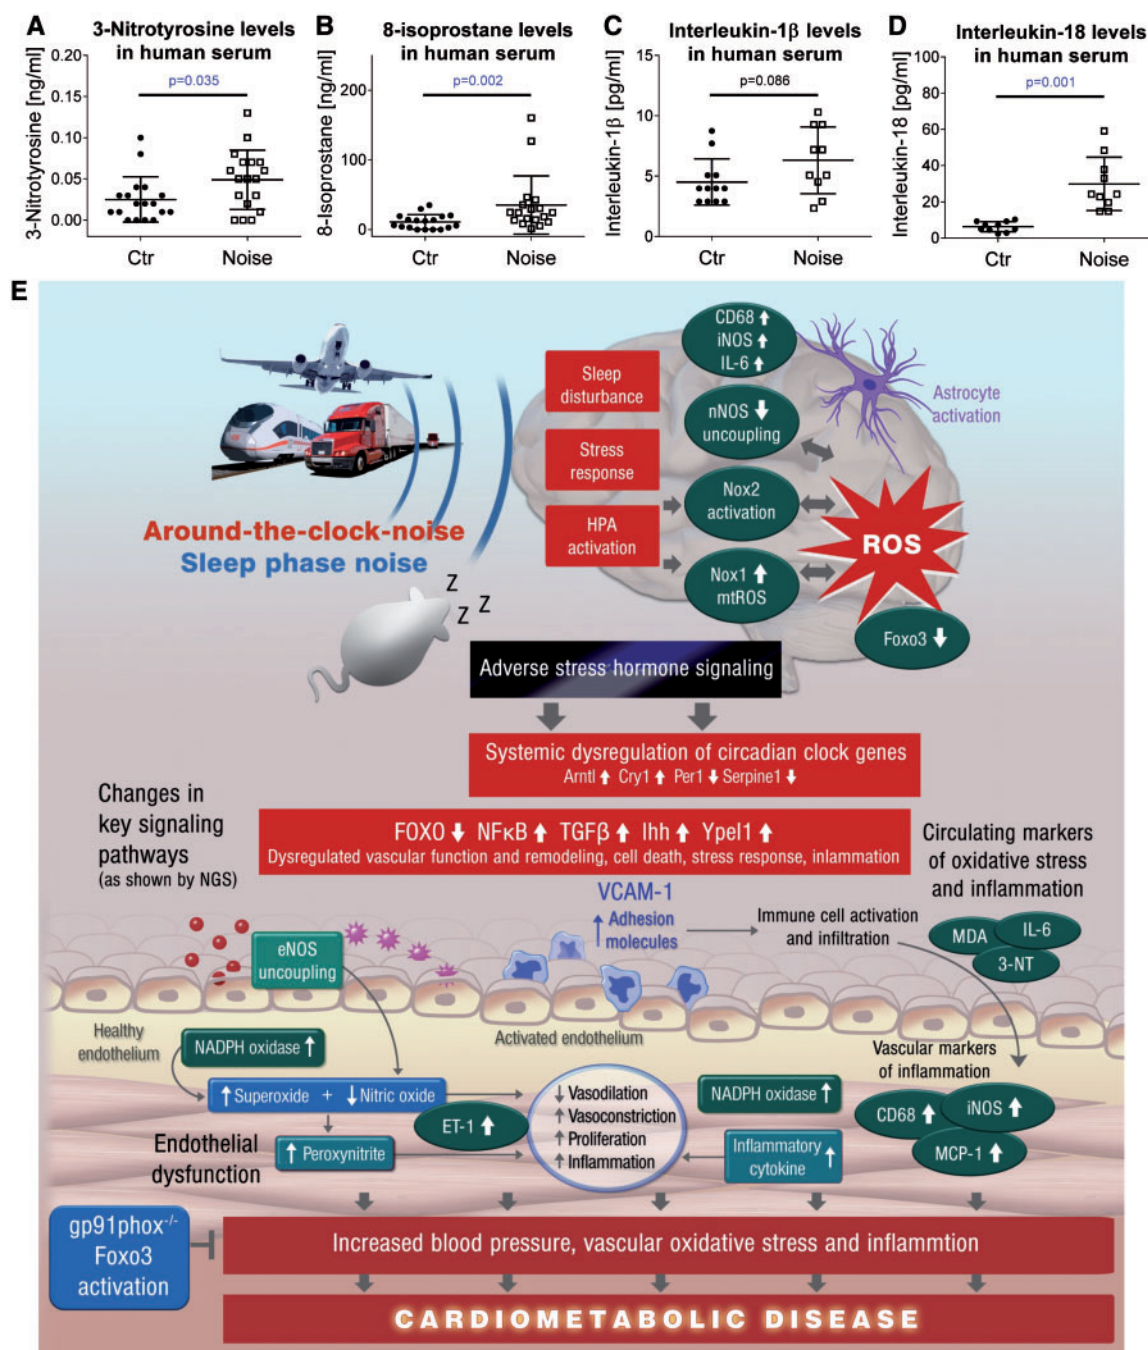 A
3-Nitrotyrosine levels
in human serum
p=0.035
3-Nitrotyrosine [ng/ml]
0.20
0.15
0.10
0.05
0.00
Ctr
Noise
B
8-isoprostane levels
in human serum
p=0.002
8-Isoprostane [ng/ml]
200
100
0
Ctr
Noise
C
Interleukin-1β levels
in human serum
p=0.086
Interleukin-1β [pg/ml]
15
10
5
0
Ctr
Noise
D
Interleukin-18 levels
in human serum
p=0.001
Interleukin-18 [pg/ml]
100
80
60
40
20
0
Ctr
Noise
E
CD68
iNOS
IL-6
Sleep
disturbance
Astrocyte
activation
nNOS
uncoupling
Stress
response
Nox2
activation
HPA
activation
ROS
Nox1
mtROS
Foxo3
Around-the-clock-noise
Sleep phase noise
Z
Z
Z
Adverse stress hormone signaling
Systemic dysregulation of circadian clock genes
Arntl ⬆ Cry1 ⬆ Per1 ⬇ Serpine1 ⬇
Changes in
key signaling
pathways
(as shown by NGS)
FOXO ⬇ NFκB ⬆ TGFβ ⬆ Ihh ⬆ Ypel1 ⬆
Dysregulated vascular function and remodeling, cell death, stress response, inlammation
Circulating markers
of oxidative stress
and inflammation
VCAM-1
↑ Adhesion
molecules
Immune cell activation
and infiltration
MDA
IL-6
3-NT
eNOS
uncoupling
Healthy
endothelium
Activated endothelium
NADPH oxidase ↑
Vascular markers
of inflammation
↑ Superoxide + ↓ Nitric oxide
ET-1 ⬆
↓ Vasodilation
↑ Vasoconstriction
↑ Proliferation
↑ Inflammation
NADPH oxidase ↑
CD68 ⬆
iNOS ⬆
MCP-1 ⬆
Endothelial
dysfunction
↑ Peroxynitrite
Inflammatory
cytokine ↑
gp91phox-/-
Foxo3
activation
Increased blood pressure, vascular oxidative stress and inflammtion
CARDIOMETABOLIC DISEASE